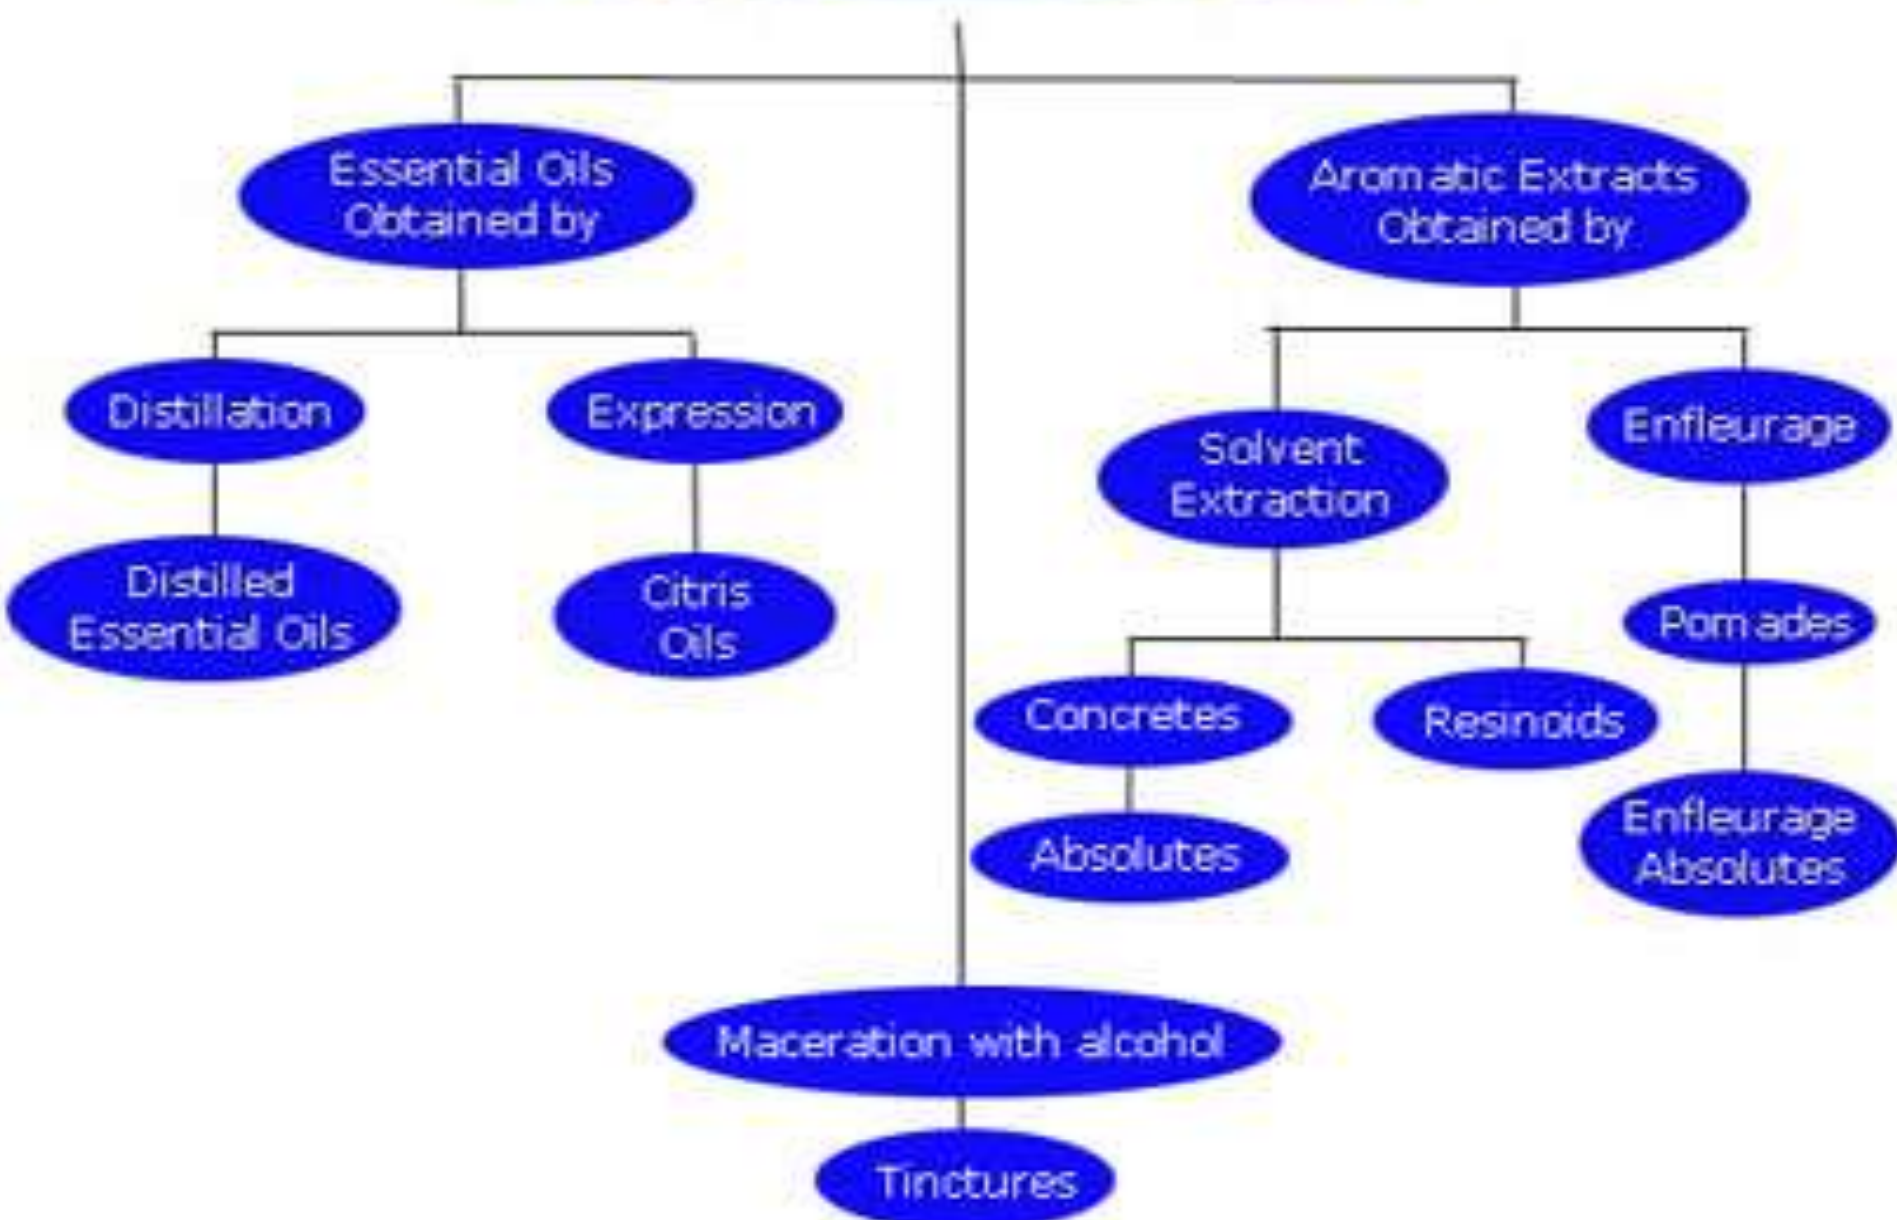 Essential Oils
Obtained by
Aromatic Extracts
Obtained by
Distillation
Expression
Solvent
Extraction
Enfleurage
Distilled
Essential Oils
Citris
Oils
Pomades
Concretes
Resinoids
Absolutes
Enfleurage
Absolutes
Maceration with alcohol
Tinctures